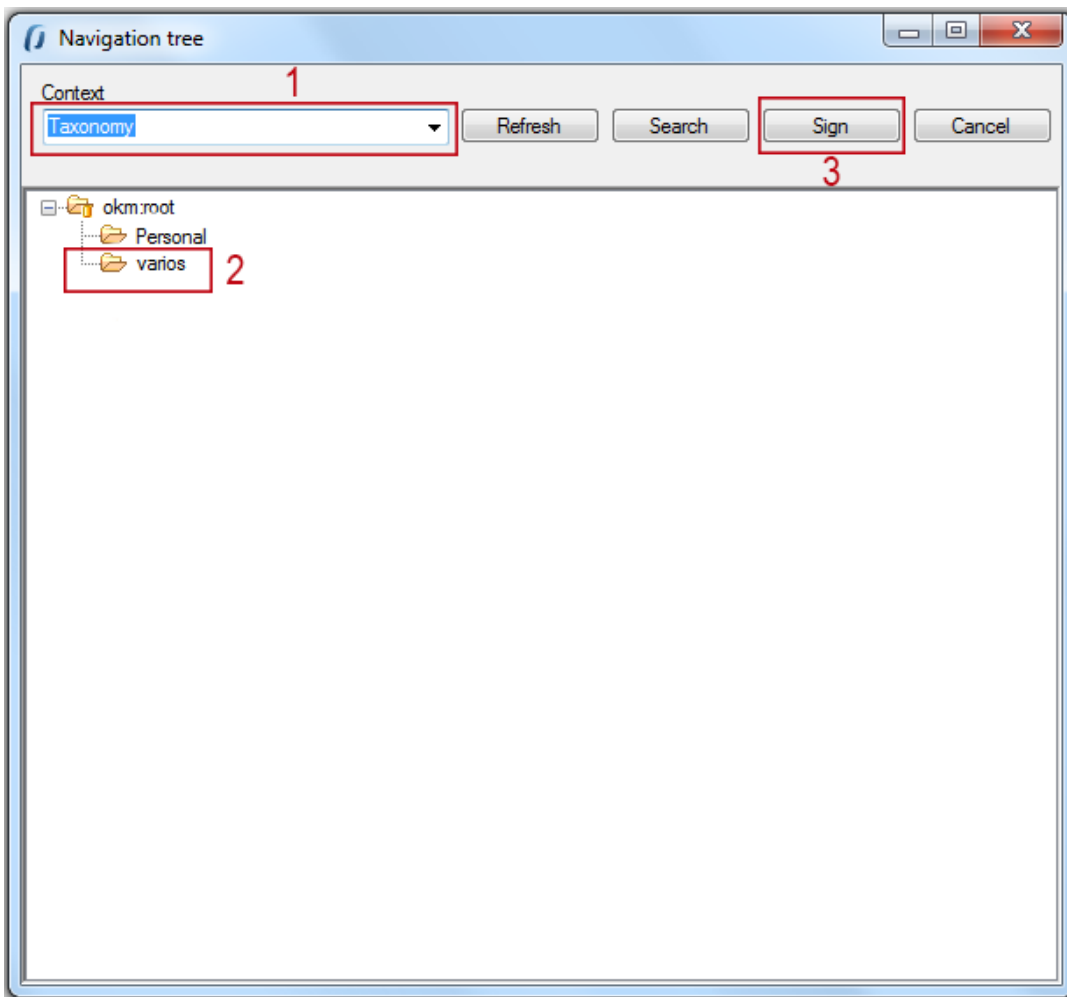 Navigation tree
1
Context
Taxonomy Refresh Search Sign Cancel
3
okm:root
Personal
varios 2